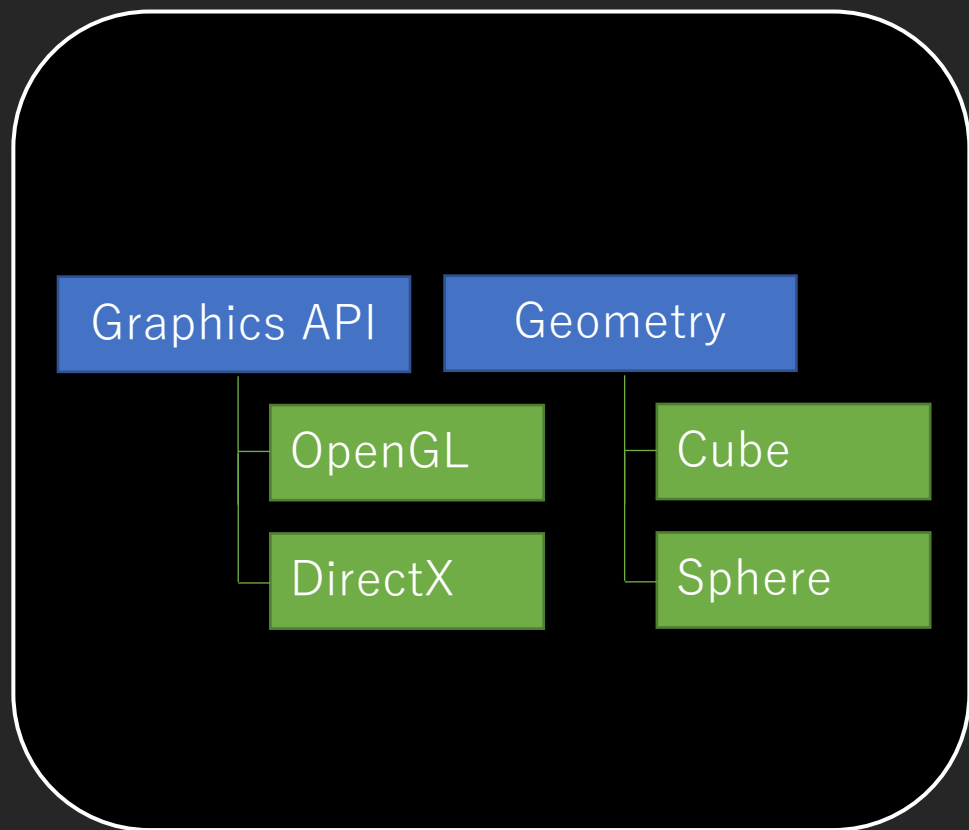 Graphics API
OpenGL
DirectX
Geometry
Cube
Sphere